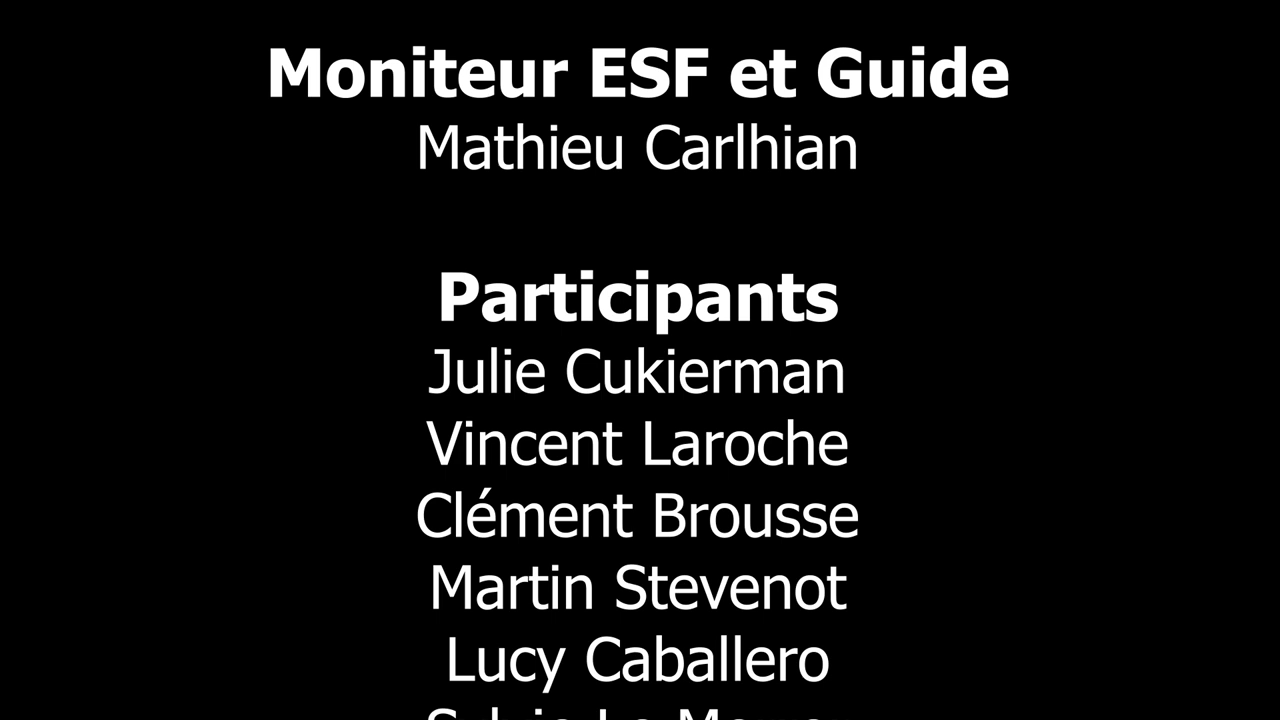 Moniteur ESF et Guide
Mathieu Carlhian
Participants
Julie Cukierman
Vincent Laroche
Clément Brousse
Martin Stevenot
Lucy Caballero